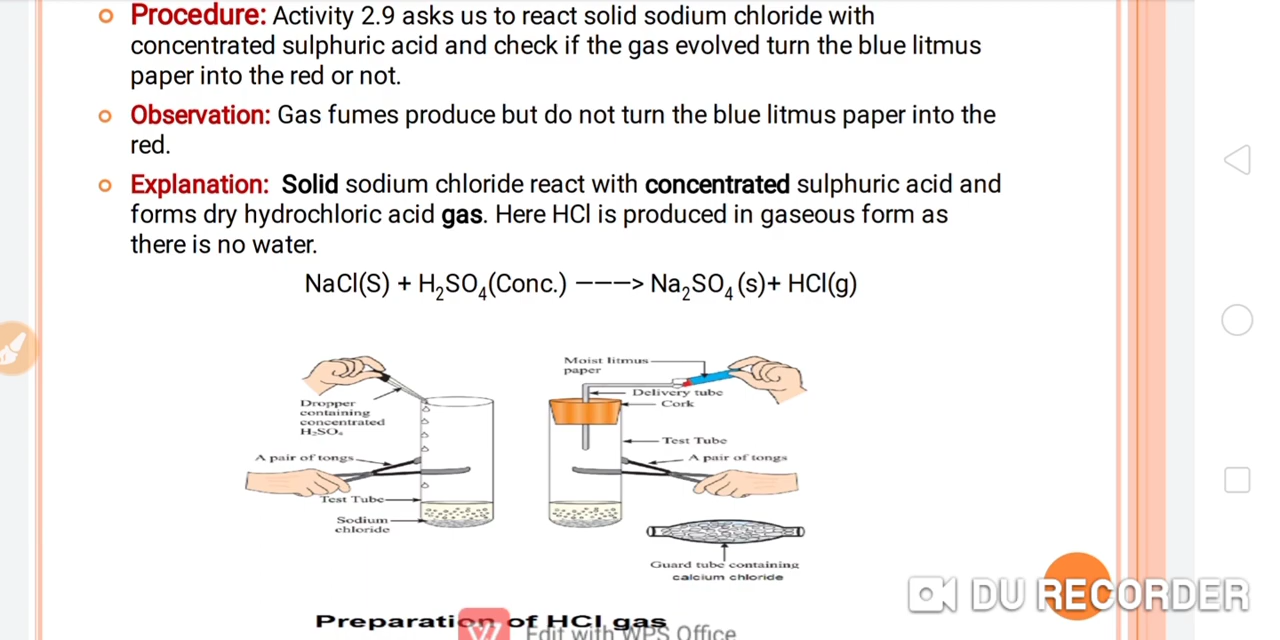 Procedure: Activity 2.9 asks us to react solid sodium chloride with
concentrated sulphuric acid and check if the gas evolved turn the blue litmus
paper into the red or not.
Observation: Gas fumes produce but do not turn the blue litmus paper into the
red.
Explanation: Solid sodium chloride react with concentrated sulphuric acid and
forms dry hydrochloric acid gas. Here HCl is produced in gaseous form as
there is no water.
NaCl(S) + H₂SO₄(Conc.) ———> Na₂SO₄ (s)+ HCl(g)
Dropper
containing
concentrated
H₂SO₄
A pair of tongs
Test Tube
Sodium
chloride
Moist litmus
paper
Delivery tube
Cork
Test Tube
A pair of tongs
Guard tube containing
calcium chloride
Preparation of HCl gas
Edit with WPS Office
DU RECORDER